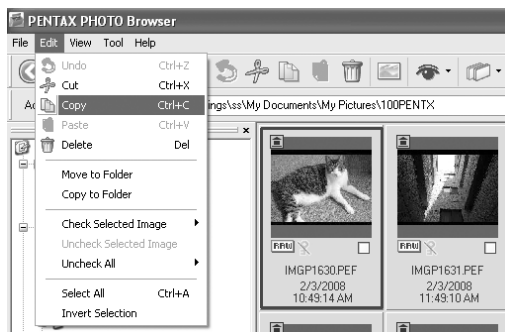 PENTAX PHOTO Browser
File Edit View Tool Help
Undo Ctrl+Z
Cut Ctrl+X
Copy Ctrl+C
Paste Ctrl+V
Delete Del
Move to Folder
Copy to Folder
Check Selected Image
Uncheck Selected Image
Uncheck All
Select All Ctrl+A
Invert Selection
ings\ss\My Documents\My Pictures\100PENTX
RAW
IMGP1630.PEF
2/3/2008
10:49:14 AM
RAW
IMGP1631.PEF
2/3/2008
11:49:10 AM